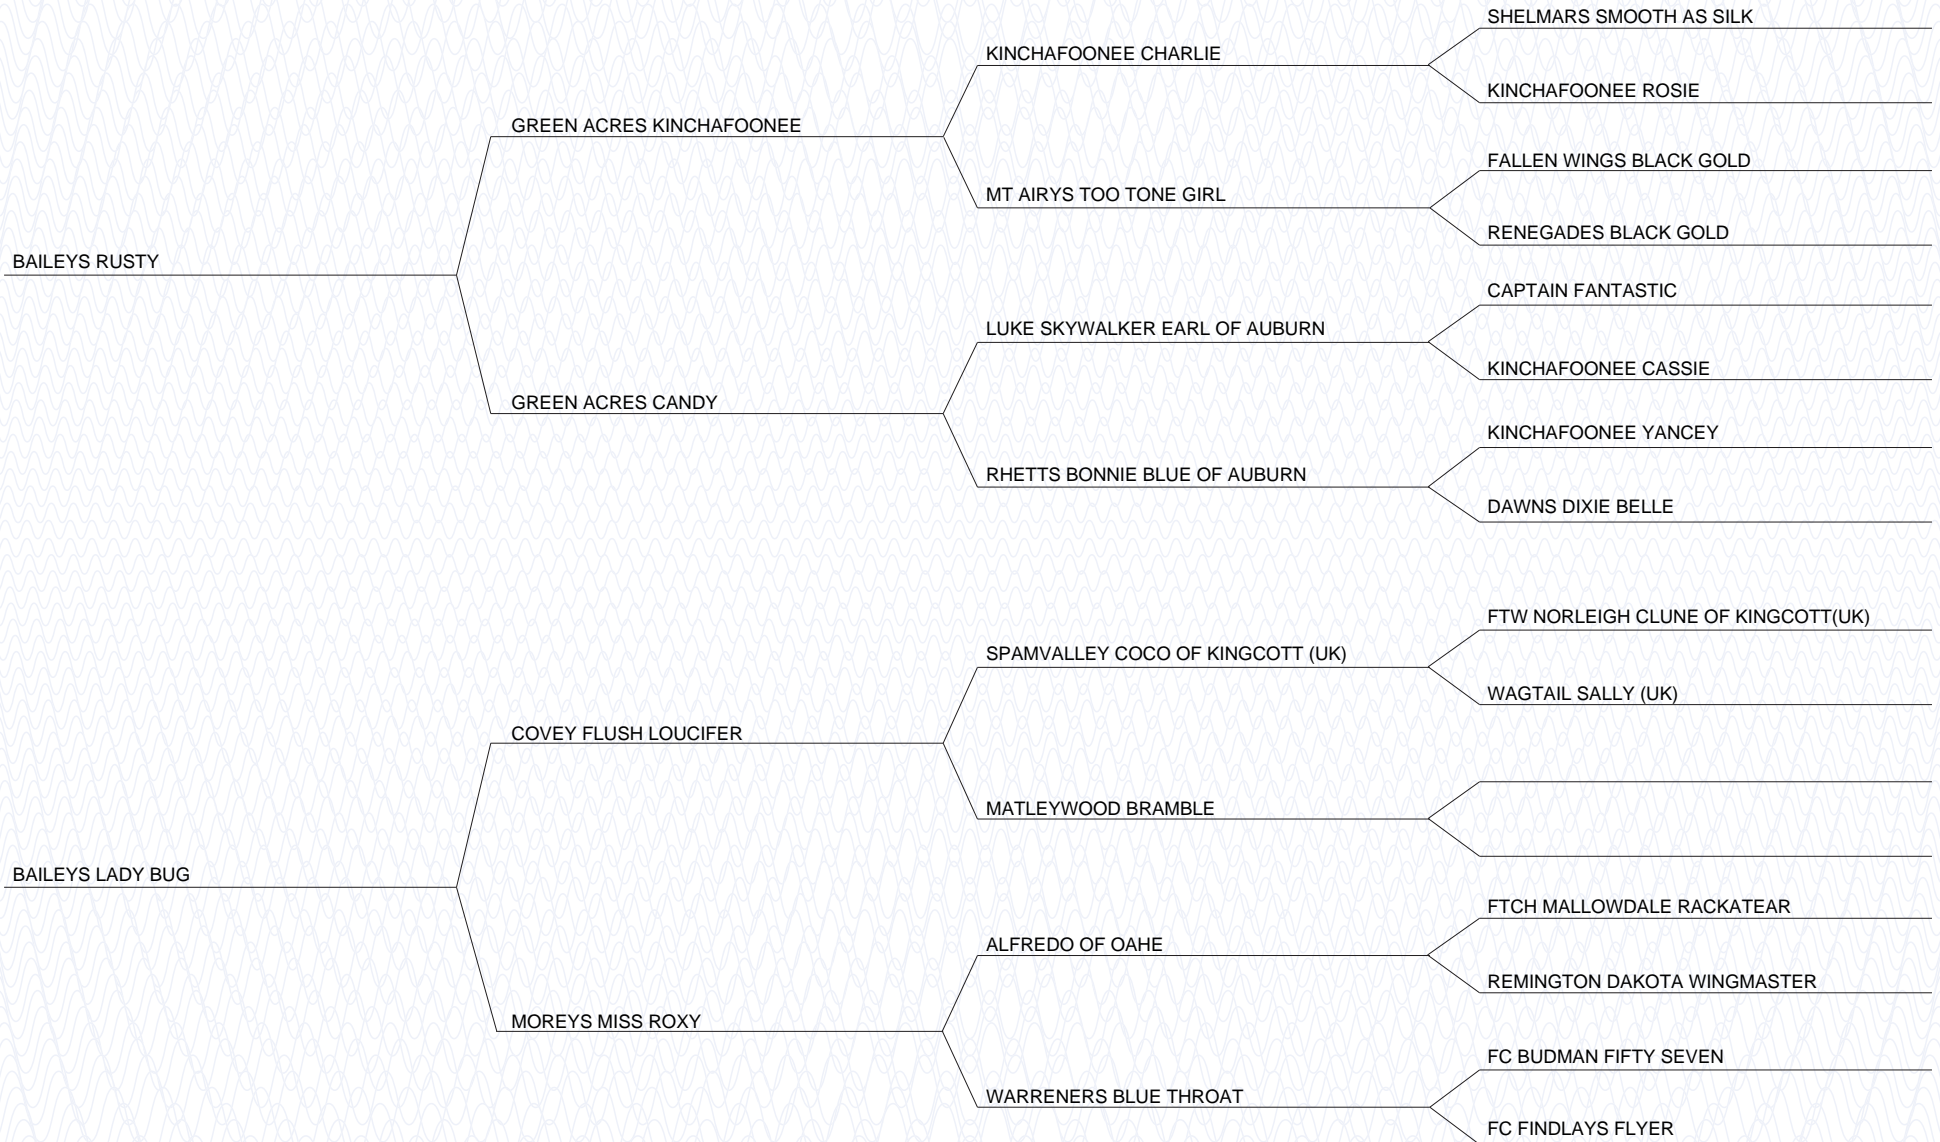 SHELMARS SMOOTH AS SILK
KINCHAFOONEE CHARLIE
KINCHAFOONEE ROSIE
GREEN ACRES KINCHAFOONEE
FALLEN WINGS BLACK GOLD
MT AIRYS TOO TONE GIRL
RENEGADES BLACK GOLD
BAILEYS RUSTY
CAPTAIN FANTASTIC
LUKE SKYWALKER EARL OF AUBURN
KINCHAFOONEE CASSIE
GREEN ACRES CANDY
KINCHAFOONEE YANCEY
RHETTS BONNIE BLUE OF AUBURN
DAWNS DIXIE BELLE
FTW NORLEIGH CLUNE OF KINGCOTT(UK)
SPAMVALLEY COCO OF KINGCOTT (UK)
WAGTAIL SALLY (UK)
COVEY FLUSH LOUCIFER
MATLEYWOOD BRAMBLE
BAILEYS LADY BUG
FTCH MALLOWDALE RACKATEAR
ALFREDO OF OAHE
REMINGTON DAKOTA WINGMASTER
MOREYS MISS ROXY
FC BUDMAN FIFTY SEVEN
WARRENERS BLUE THROAT
FC FINDLAYS FLYER